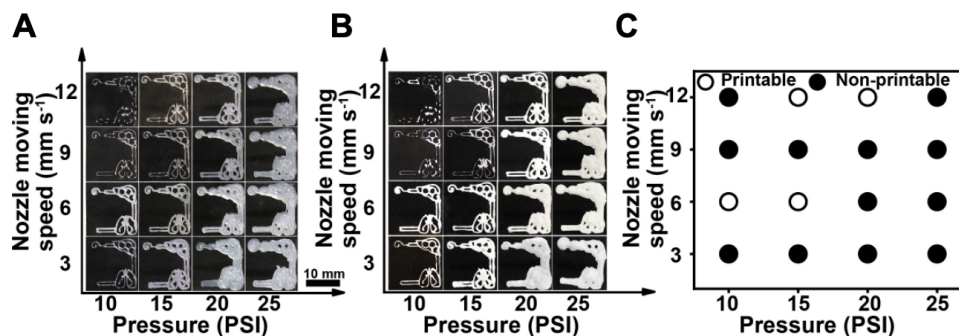 A
Nozzle moving
speed (mm s⁻¹)
12
9
6
3
10 mm
10 15 20 25
Pressure (PSI)
B
Nozzle moving
speed (mm s⁻¹)
12
9
6
3
10 15 20 25
Pressure (PSI)
C
Printable Non-printable
Nozzle moving
speed (mm s⁻¹)
12
9
6
3
10 15 20 25
Pressure (PSI)